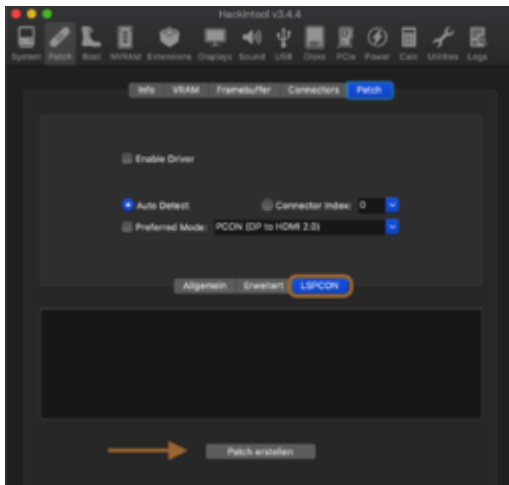 Hackintool v3.4.4
System Patch Boot NVRAM Extensions Displays Sound USB Disks PCIe Power Calc Utilities Logs
Info VRAM Framebuffer Connectors Patch
Enable Driver
Auto Detect Connector Index: 0
Preferred Mode: PCON (DP to HDMI 2.0)
Allgemein Erweitert LSPCON
Patch erstellen